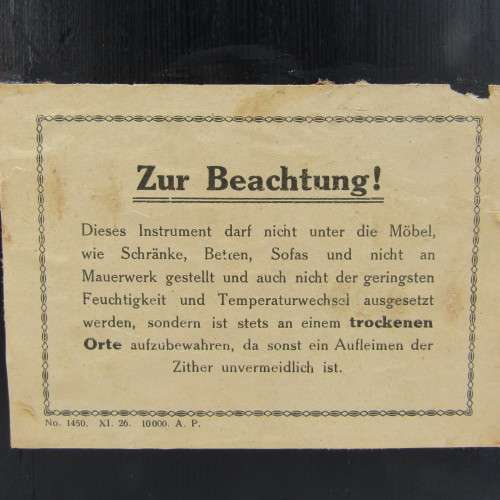 Zur Beachtung!
Dieses Instrument darf nicht unter die Möbel,
wie Schränke, Betten, Sofas und nicht an
Mauerwerk gestellt und auch nicht der geringsten
Feuchtigkeit und Temperaturwechsel ausgesetzt
werden, sondern ist stets an einem trockenen
Orte aufzubewahren, da sonst ein Aufleimen der
Zither unvermeidlich ist.
No. 1450. XI. 26. 10000. A. P.